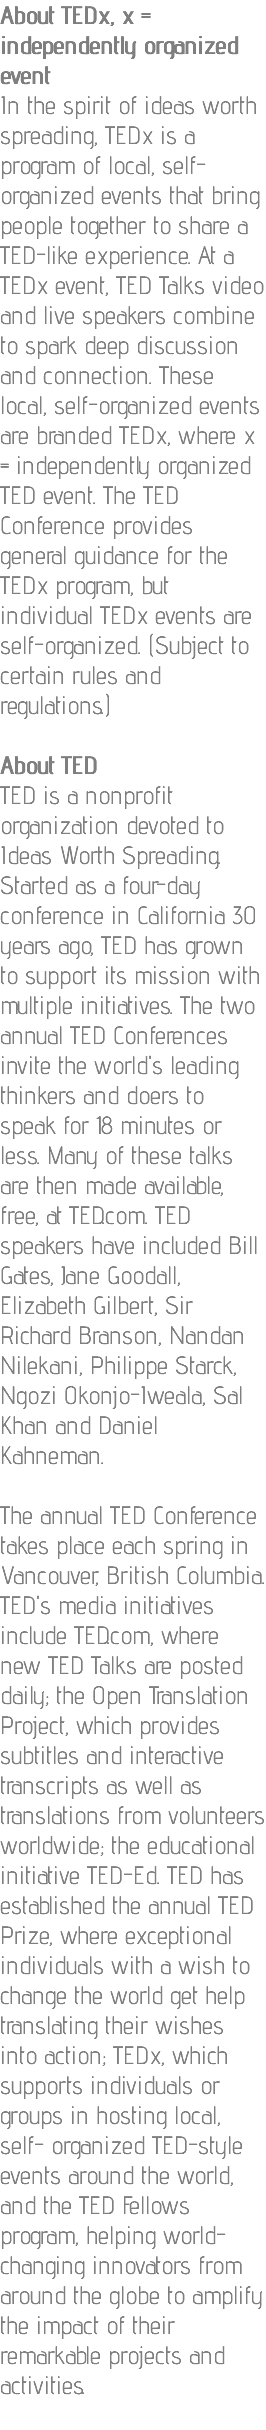 About TEDx, x =
independently organized
event
In the spirit of ideas worth
spreading, TEDx is a
program of local, self-
organized events that bring
people together to share a
TED-like experience. At a
TEDx event, TED Talks video
and live speakers combine
to spark deep discussion
and connection. These
local, self-organized events
are branded TEDx, where x
= independently organized
TED event. The TED
Conference provides
general guidance for the
TEDx program, but
individual TEDx events are
self-organized. (Subject to
certain rules and
regulations.)

About TED
TED is a nonprofit
organization devoted to
Ideas Worth Spreading.
Started as a four-day
conference in California 30
years ago, TED has grown
to support its mission with
multiple initiatives. The two
annual TED Conferences
invite the world's leading
thinkers and doers to
speak for 18 minutes or
less. Many of these talks
are then made available,
free, at TED.com. TED
speakers have included Bill
Gates, Jane Goodall,
Elizabeth Gilbert, Sir
Richard Branson, Nandan
Nilekani, Philippe Starck,
Ngozi Okonjo-Iweala, Sal
Khan and Daniel
Kahneman.

The annual TED Conference
takes place each spring in
Vancouver, British Columbia.
TED's media initiatives
include TED.com, where
new TED Talks are posted
daily; the Open Translation
Project, which provides
subtitles and interactive
transcripts as well as
translations from volunteers
worldwide; the educational
initiative TED-Ed. TED has
established the annual TED
Prize, where exceptional
individuals with a wish to
change the world get help
translating their wishes
into action; TEDx, which
supports individuals or
groups in hosting local,
self- organized TED-style
events around the world,
and the TED Fellows
program, helping world-
changing innovators from
around the globe to amplify
the impact of their
remarkable projects and
activities.